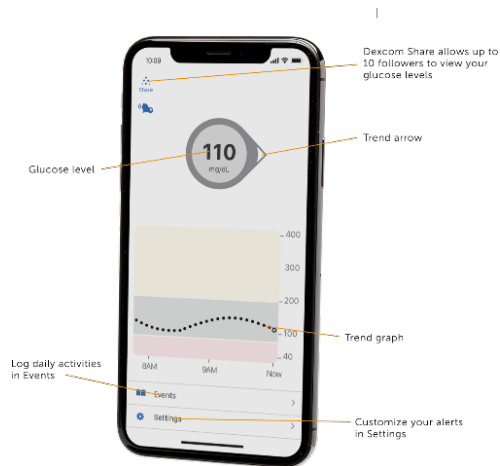 Dexcom Share allows up to
10 followers to view your
glucose levels
10:09
Share
Trend arrow
110
mg/dL
Glucose level
400
300
200
100
40
Trend graph
8AM
9AM
Now
Log daily activities
in Events
Events
Settings
Customize your alerts
in Settings